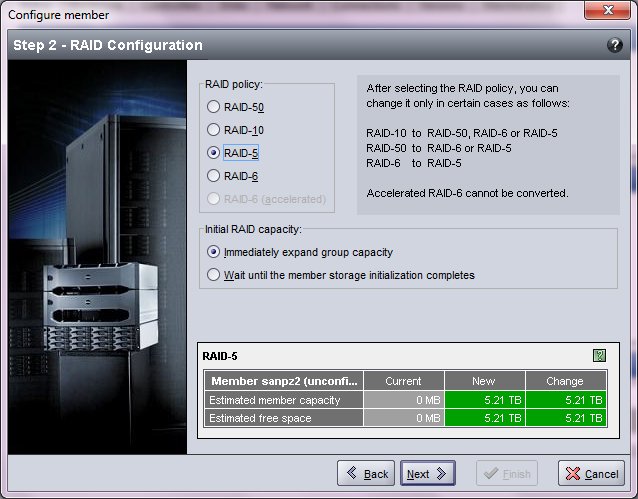 Configure member
Step 2 - RAID Configuration
?
RAID policy:
RAID-50
RAID-10
RAID-5
RAID-6
RAID-6 (accelerated)
After selecting the RAID policy, you can
change it only in certain cases as follows:
RAID-10 to RAID-50, RAID-6 or RAID-5
RAID-50 to RAID-6 or RAID-5
RAID-6 to RAID-5
Accelerated RAID-6 cannot be converted.
Initial RAID capacity:
Immediately expand group capacity
Wait until the member storage initialization completes
RAID-5
?
Member sanpz2 (unconfi... Current New Change
Estimated member capacity 0 MB 5.21 TB 5.21 TB
Estimated free space 0 MB 5.21 TB 5.21 TB
Back Next Finish Cancel